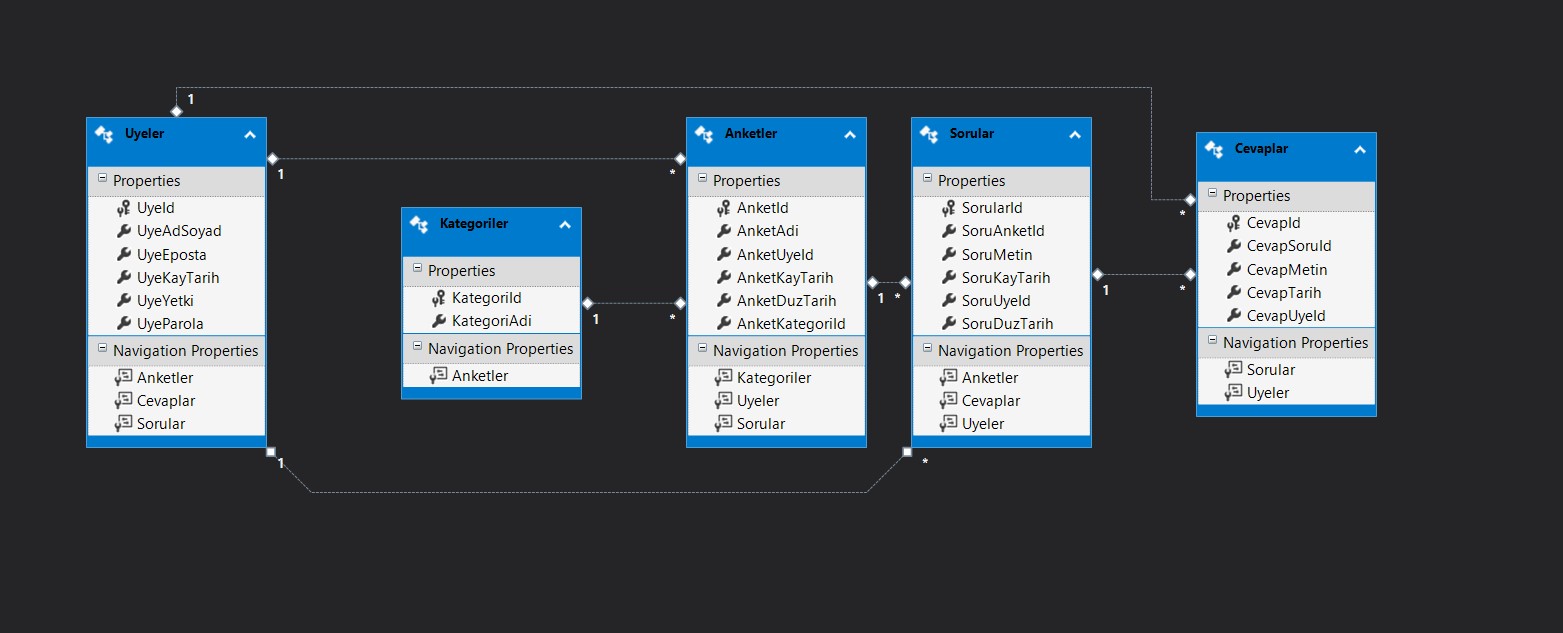 1
Uyeler
Properties
UyeId
UyeAdSoyad
UyeEposta
UyeKayTarih
UyeYetki
UyeParola
Navigation Properties
Anketler
Cevaplar
Sorular
1
*
1
*
Kategoriler
Properties
KategoriId
KategoriAdi
Navigation Properties
Anketler
1
*
Anketler
Properties
AnketId
AnketAdi
AnketUyeId
AnketKayTarih
AnketDuzTarih
AnketKategoriId
Navigation Properties
Kategoriler
Uyeler
Sorular
1
*
Sorular
Properties
SorularId
SoruAnketId
SoruMetin
SoruKayTarih
SoruUyeId
SoruDuzTarih
Navigation Properties
Anketler
Cevaplar
Uyeler
1
*
*
Cevaplar
Properties
CevapId
CevapSoruId
CevapMetin
CevapTarih
CevapUyeId
Navigation Properties
Sorular
Uyeler